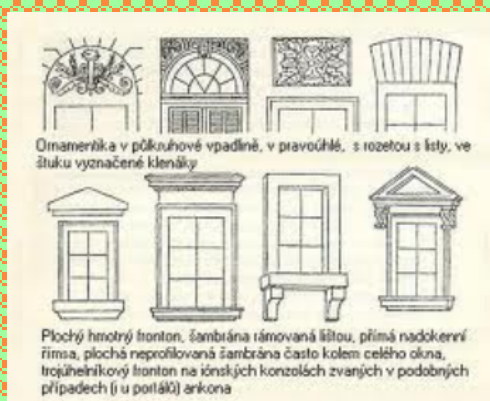 Ornamentika v půlkruhové vpadlině, v pravoúhlé, s rozetou s listy, ve
štuku vyznačené klenáky
Plochý hmotný fronton, šambrána rámovaná lištou, přímá nadokenní
římsa, plochá neprofilovaná šambrána často kolem celého okna,
trojúhelníkový fronton na iónských konzolách zvaných v podobných
případech (i u portálů) ankona